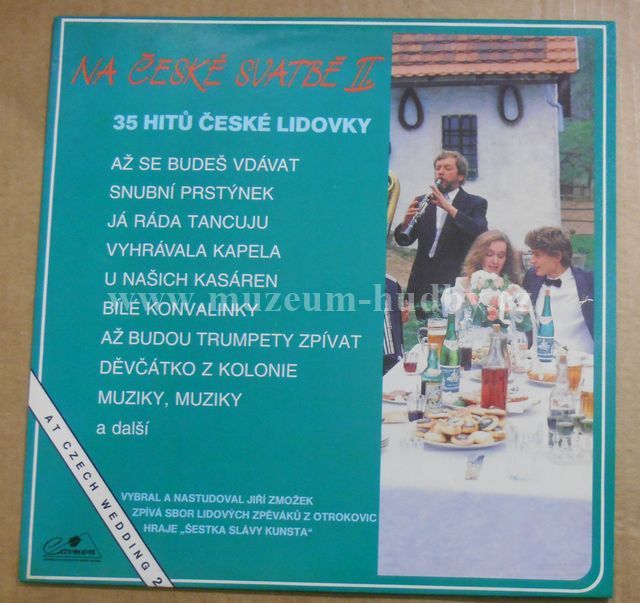 NA ČESKÉ SVATBĚ II.
35 HITŮ ČESKÉ LIDOVKY
AŽ SE BUDEŠ VDÁVAT
SNUBNÍ PRSTÝNEK
JÁ RÁDA TANCUJU
VYHRÁVALA KAPELA
U NAŠICH KASÁREN
www.muzeum-hudby.cz
BÍLÉ KONVALINKY
AŽ BUDOU TRUMPETY ZPÍVAT
DĚVČÁTKO Z KOLONIE
MUZIKY, MUZIKY
a další
AT CZECH WEDDING 2
VYBRAL A NASTUDOVAL JIŘÍ ZMOŽEK
ZPÍVÁ SBOR LIDOVÝCH ZPĚVÁKŮ Z OTROKOVIC
HRAJE „ŠESTKA SLÁVY KUNSTA“
Carmen